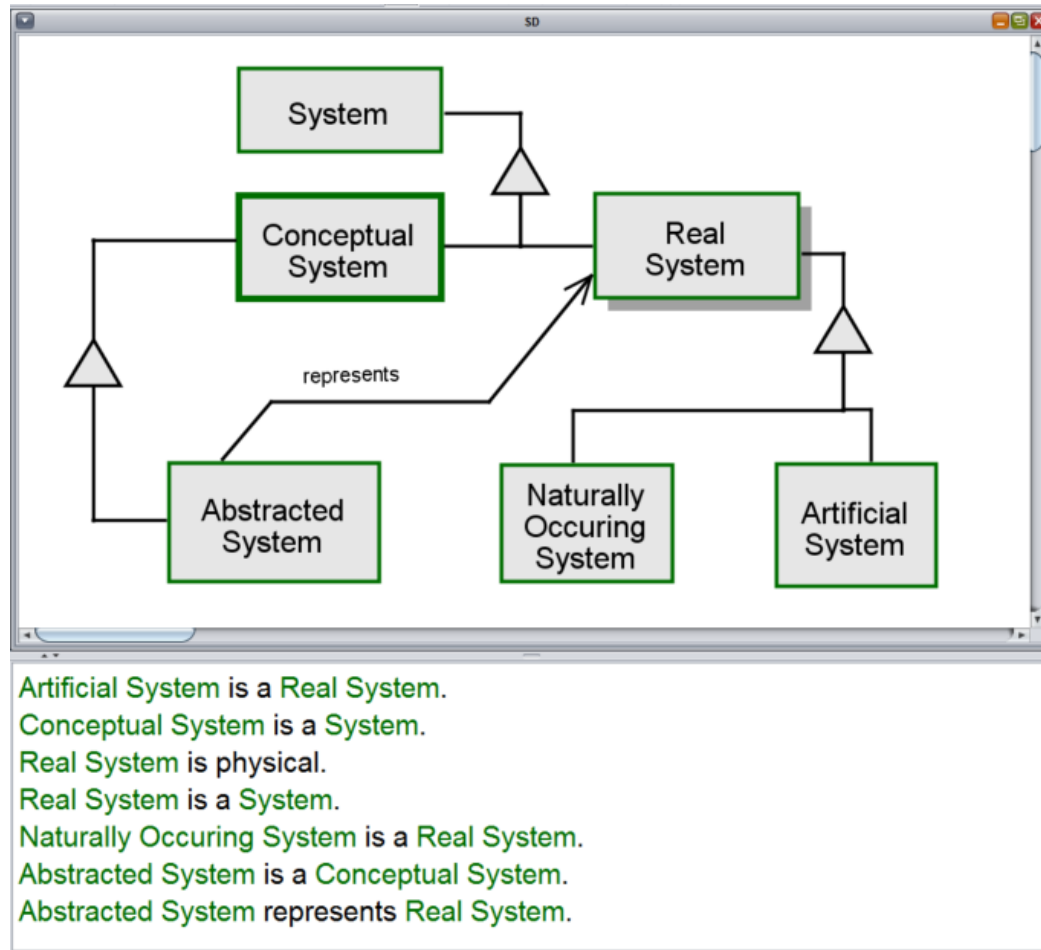 SD
System
Conceptual
System
Real
System
represents
Abstracted
System
Naturally
Occuring
System
Artificial
System
Artificial System is a Real System.
Conceptual System is a System.
Real System is physical.
Real System is a System.
Naturally Occuring System is a Real System.
Abstracted System is a Conceptual System.
Abstracted System represents Real System.